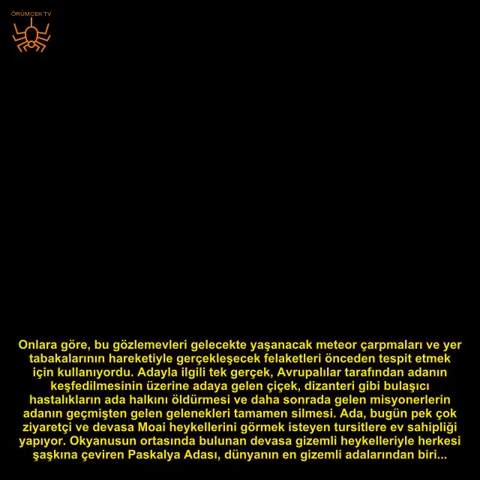 ÖRÜMCEK TV
Onlara göre, bu gözlemevleri gelecekte yaşanacak meteor çarpmaları ve yer
tabakalarının hareketiyle gerçekleşecek felaketleri önceden tespit etmek
için kullanıyordu. Adayla ilgili tek gerçek, Avrupalılar tarafından adanın
keşfedilmesinin üzerine adaya gelen çiçek, dizanteri gibi bulaşıcı
hastalıkların ada halkını öldürmesi ve daha sonrada gelen misyonerlerin
adanın geçmişten gelen gelenekleri tamamen silmesi. Ada, bugün pek çok
ziyaretçi ve devasa Moai heykellerini görmek isteyen tursitlere ev sahipliği
yapıyor. Okyanusun ortasında bulunan devasa gizemli heykelleriyle herkesi
şaşkına çeviren Paskalya Adası, dünyanın en gizemli adalarından biri...